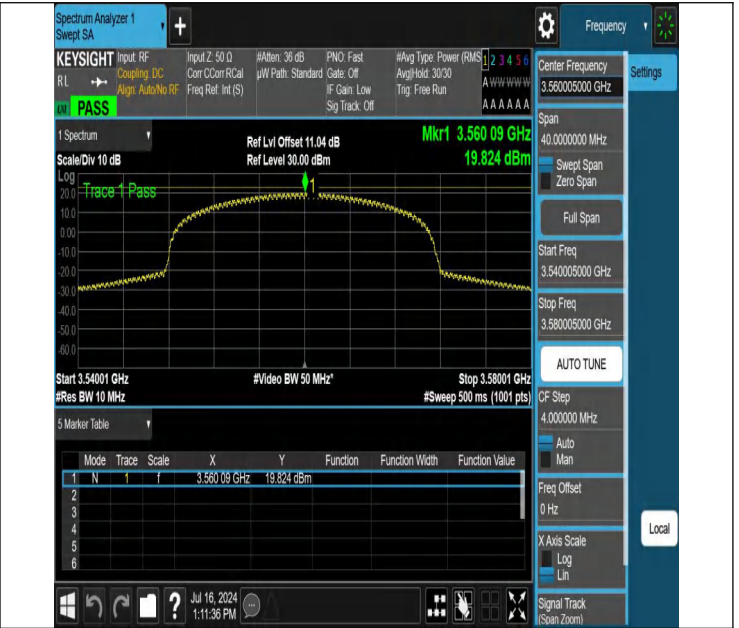 Spectrum Analyzer 1
Swept SA
+
Frequency
KEYSIGHT
RL
PASS
Input: RF
Coupling: DC
Align: Auto/No RF
Input Z: 50 Ω
Corr CCorr RCal
Freq Ref: Int (S)
#Atten: 36 dB
µW Path: Standard
PNO: Fast
Gate: Off
IF Gain: Low
Sig Track: Off
#Avg Type: Power (RMS
Avg|Hold: 30/30
Trig: Free Run
1 2 3 4 5 6
A W W W W W
A A A A A A
Center Frequency
3.560005000 GHz
Settings
Span
40.0000000 MHz
Swept Span
Zero Span
Full Span
Start Freq
3.540005000 GHz
Stop Freq
3.580005000 GHz
AUTO TUNE
CF Step
4.000000 MHz
Auto
Man
Freq Offset
0 Hz
X Axis Scale
Log
Lin
Signal Track
(Span Zoom)
Local
1 Spectrum
Scale/Div 10 dB
Ref Lvl Offset 11.04 dB
Ref Level 30.00 dBm
Mkr1 3.560 09 GHz
19.824 dBm
Log
Trace 1 Pass
1
20.0
10.0
0.00
-10.0
-20.0
-30.0
-40.0
-50.0
-60.0
Start 3.54001 GHz
#Res BW 10 MHz
#Video BW 50 MHz*
Stop 3.58001 GHz
#Sweep 500 ms (1001 pts)
5 Marker Table
Mode Trace Scale X Y Function Function Width Function Value
1 N 1 f 3.560 09 GHz 19.824 dBm
2
3
4
5
6
?
Jul 16, 2024
1:11:36 PM